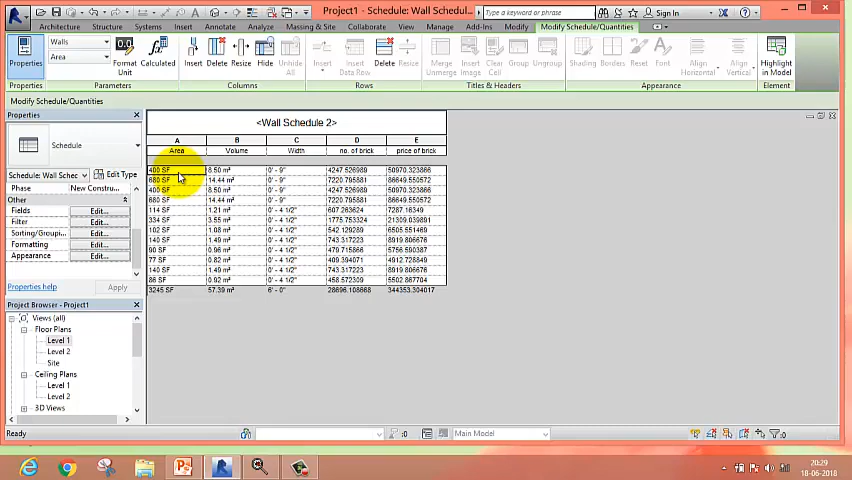 Project1 - Schedule: Wall Schedul...
Type a keyword or phrase
Sign In
Architecture Structure Systems Insert Annotate Analyze Massing & Site Collaborate View Manage Add-Ins Modify Modify Schedule/Quantities
Walls
Area
0.0
Properties Format Unit Calculated Insert Delete Resize Hide Unhide All Insert Insert Data Row Delete Merge Unmerge Insert Image Clear Cell Group Ungroup Shading Borders Reset Font Align Horizontal Align Vertical Highlight in Model
Properties Parameters Columns Rows Titles & Headers Appearance Element
Modify Schedule/Quantities
Properties
Schedule
Schedule: Wall Schec Edit Type
Phase New Constru...
Other
Fields Edit...
Filter Edit...
Sorting/Groupi... Edit...
Formatting Edit...
Appearance Edit...
Properties help Apply
Project Browser - Project1
Views (all)
Floor Plans
Level 1
Level 2
Site
Ceiling Plans
Level 1
Level 2
3D Views
<Wall Schedule 2>
A B C D E
Area Volume Width no. of brick price of brick
400 SF 8.50 m³ 0' - 9" 4247.526989 50970.323866
680 SF 14.44 m³ 0' - 9" 7220.795881 86649.550572
400 SF 8.50 m³ 0' - 9" 4247.526989 50970.323866
680 SF 14.44 m³ 0' - 9" 7220.795881 86649.550572
114 SF 1.21 m³ 0' - 4 1/2" 607.263624 7287.16349
334 SF 3.55 m³ 0' - 4 1/2" 1775.753324 21309.039891
102 SF 1.08 m³ 0' - 4 1/2" 542.129288 6505.551469
140 SF 1.49 m³ 0' - 4 1/2" 743.317223 8919.806675
90 SF 0.96 m³ 0' - 4 1/2" 479.715866 5756.590387
77 SF 0.82 m³ 0' - 4 1/2" 409.394071 4912.728849
140 SF 1.49 m³ 0' - 4 1/2" 743.317223 8919.806675
86 SF 0.92 m³ 0' - 4 1/2" 458.572309 5502.867704
3245 SF 57.39 m³ 6' - 0" 28696.108668 344353.304017
Ready :0 Main Model :0
20:29
18-06-2018